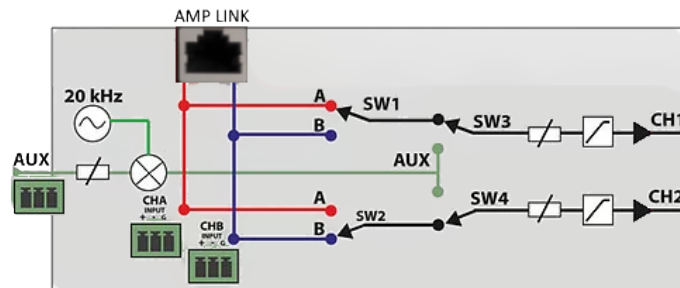 AMP LINK
20 kHz
A
SW1
SW3
CH1
B
AUX
AUX
CHA
INPUT
+ - G
A
SW4
CH2
CHB
INPUT
+ - G
B
SW2